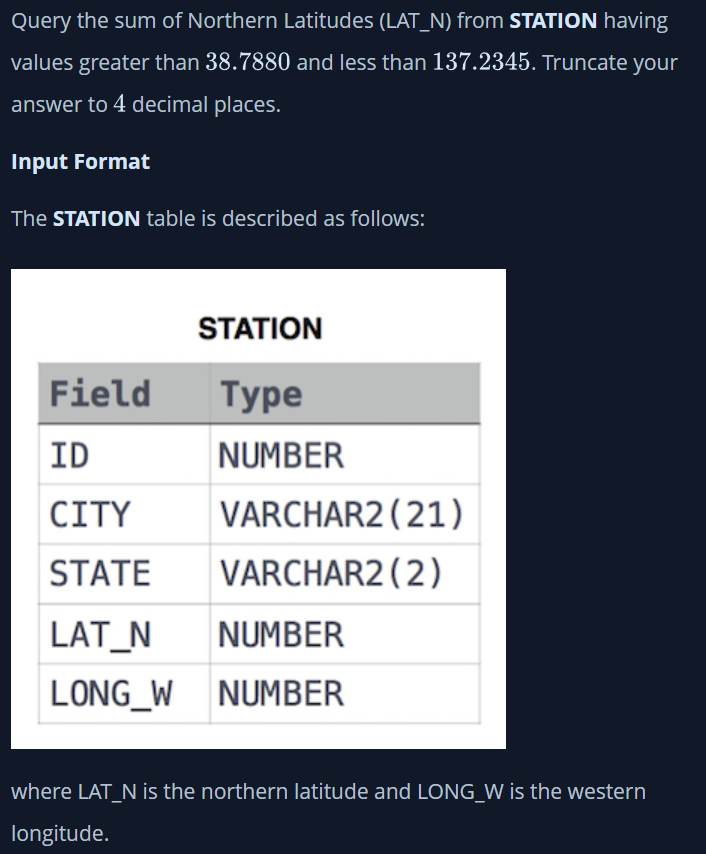 Query the sum of Northern Latitudes (LAT_N) from STATION having
values greater than 38.7880 and less than 137.2345. Truncate your
answer to 4 decimal places.
Input Format
The STATION table is described as follows:
STATION
Field Type
ID NUMBER
CITY VARCHAR2(21)
STATE VARCHAR2(2)
LAT_N NUMBER
LONG_W NUMBER
where LAT_N is the northern latitude and LONG_W is the western
longitude.